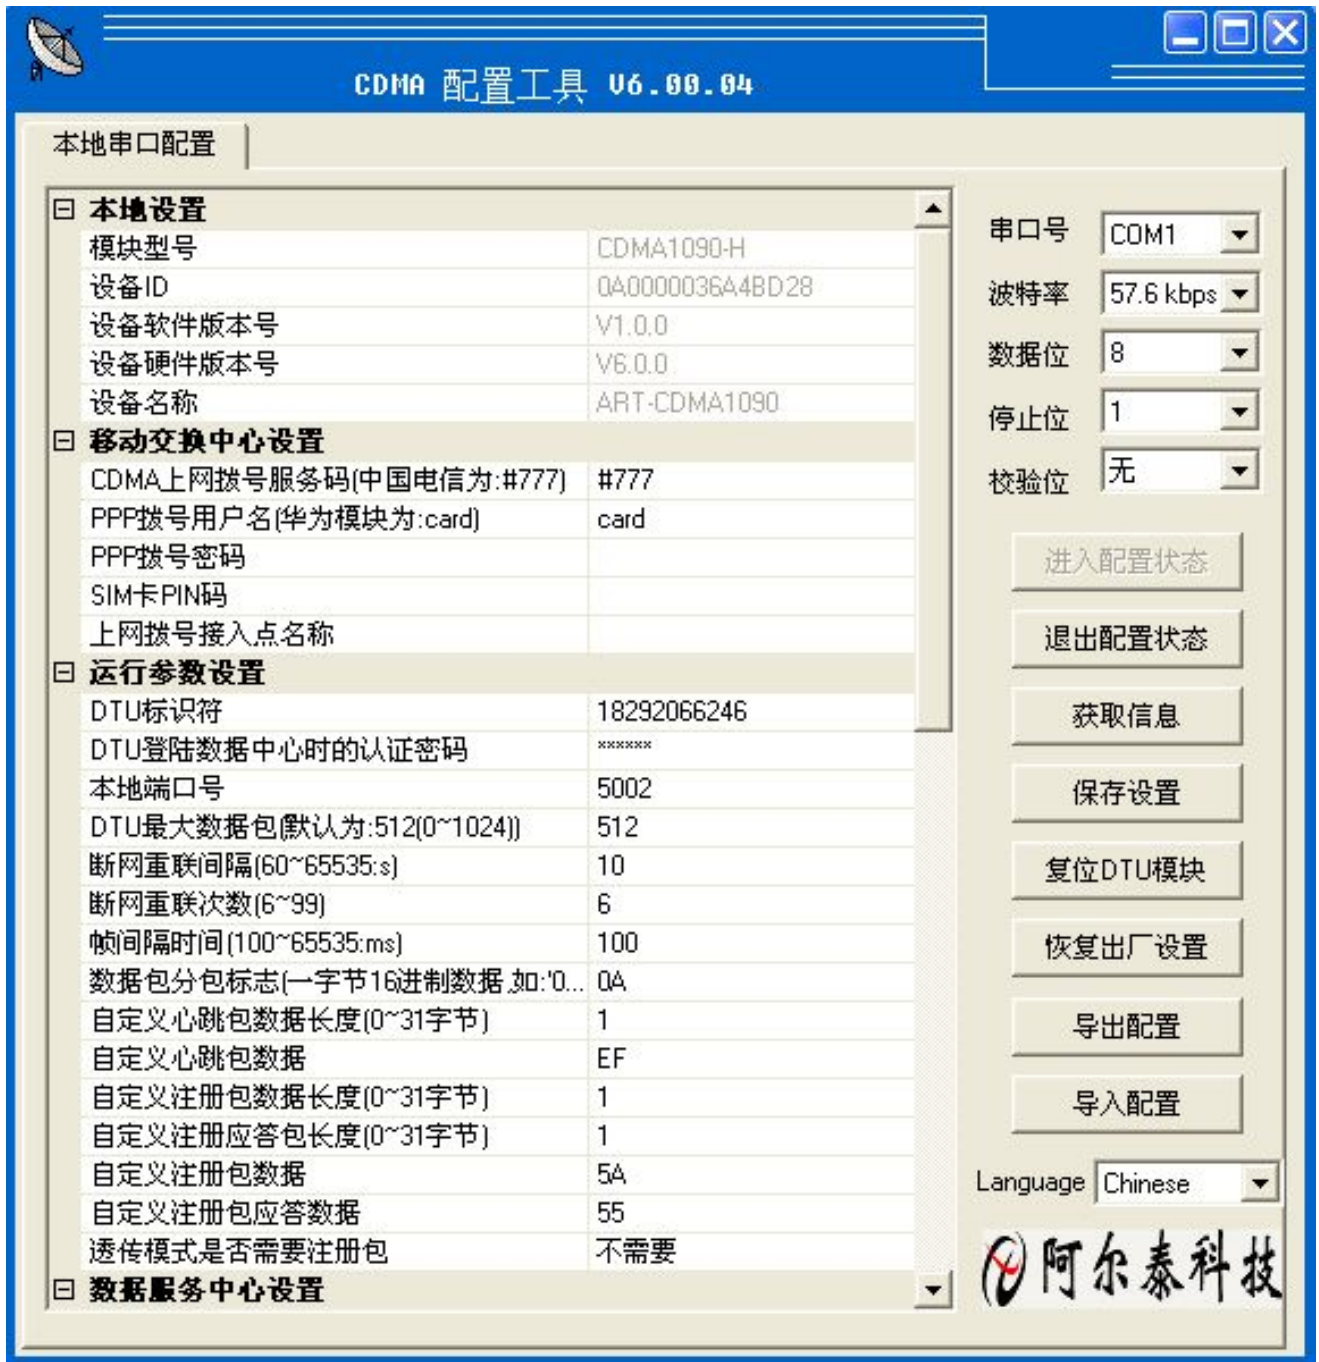 CDMA 配置工具 V6.00.04
本地串口配置
本地设置
模块型号 CDMA1090-H
设备ID 0A0000036A4BD28
设备软件版本号 V1.0.0
设备硬件版本号 V6.0.0
设备名称 ART-CDMA1090
移动交换中心设置
CDMA上网拨号服务码(中国电信为:#777) #777
PPP拨号用户名(华为模块为:card) card
PPP拨号密码
SIM卡PIN码
上网拨号接入点名称
运行参数设置
DTU标识符 18292066246
DTU登陆数据中心时的认证密码 ******
本地端口号 5002
DTU最大数据包(默认为:512(0~1024)) 512
断网重联间隔(60~65535:s) 10
断网重联次数(6~99) 6
帧间隔时间(100~65535:ms) 100
数据包分包标志(一字节16进制数据,如:'0... 0A
自定义心跳包数据长度(0~31字节) 1
自定义心跳包数据 EF
自定义注册包数据长度(0~31字节) 1
自定义注册应答包长度(0~31字节) 1
自定义注册包数据 5A
自定义注册包应答数据 55
透传模式是否需要注册包 不需要
数据服务中心设置
串口号 COM1
波特率 57.6 kbps
数据位 8
停止位 1
校验位 无
进入配置状态
退出配置状态
获取信息
保存设置
复位DTU模块
恢复出厂设置
导出配置
导入配置
Language Chinese
阿尔泰科技